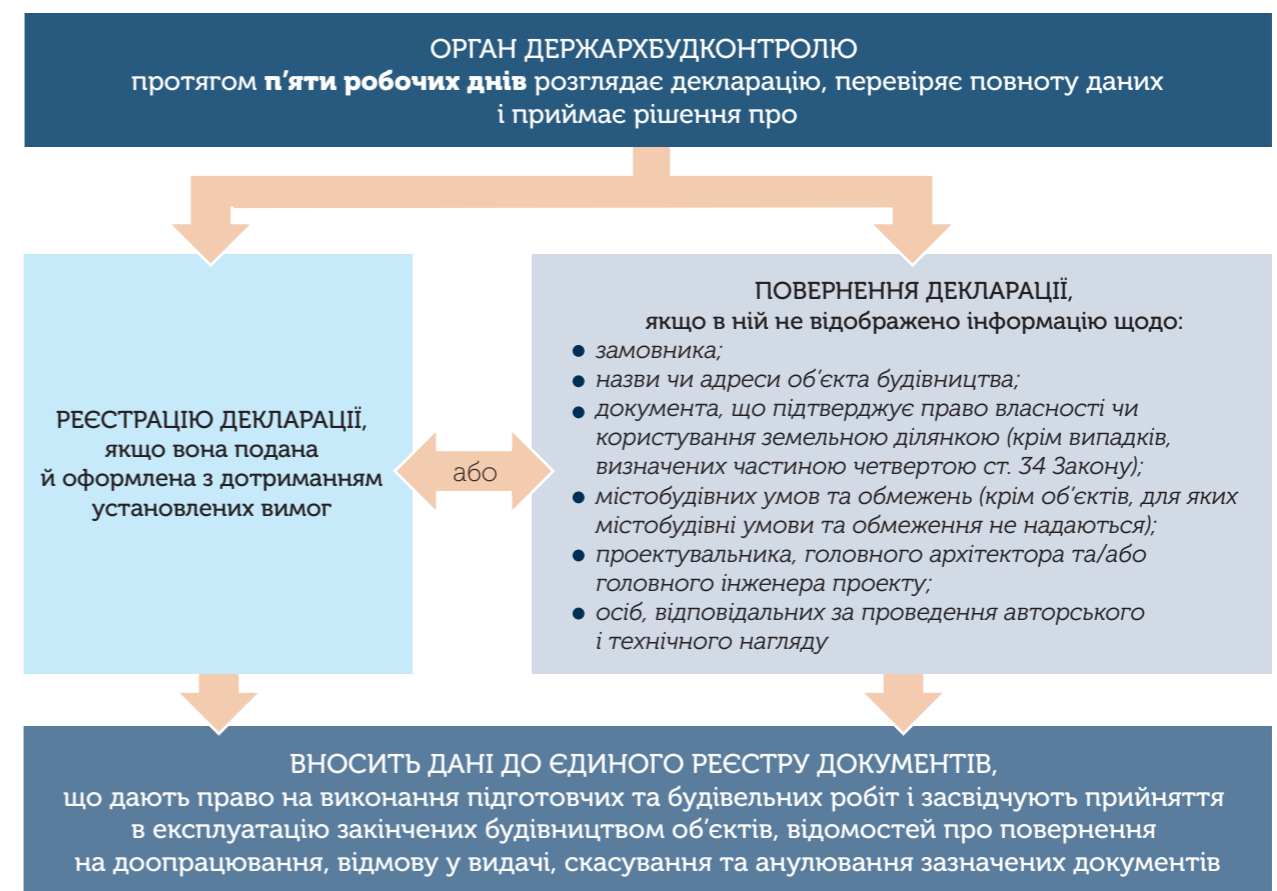 ОРГАН ДЕРЖАРХБУДКОНТРОЛЮ
протягом п’яти робочих днів розглядає декларацію, перевіряє повноту даних
і приймає рішення про
РЕЄСТРАЦІЮ ДЕКЛАРАЦІЇ,
якщо вона подана
й оформлена з дотриманням
установлених вимог
або
ПОВЕРНЕННЯ ДЕКЛАРАЦІЇ,
якщо в ній не відображено інформацію щодо:
• замовника;
• назви чи адреси об’єкта будівництва;
• документа, що підтверджує право власності чи
користування земельною ділянкою (крім випадків,
визначених частиною четвертою ст. 34 Закону);
• містобудівних умов та обмежень (крім об’єктів, для яких
містобудівні умови та обмеження не надаються);
• проектувальника, головного архітектора та/або
головного інженера проекту;
• осіб, відповідальних за проведення авторського
і технічного нагляду
ВНОСИТЬ ДАНІ ДО ЄДИНОГО РЕЄСТРУ ДОКУМЕНТІВ,
що дають право на виконання підготовчих та будівельних робіт і засвідчують прийняття
в експлуатацію закінчених будівництвом об’єктів, відомостей про повернення
на доопрацювання, відмову у видачі, скасування та анулювання зазначених документів